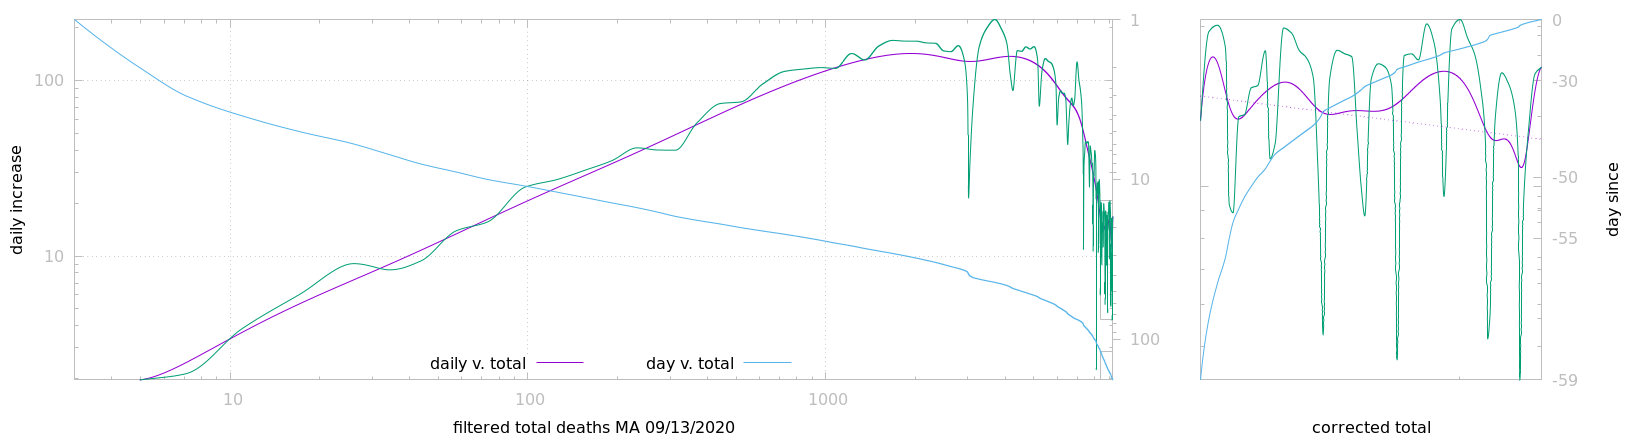 1
0
100
-30
daily increase
10
-50
day since
-55
10
100
daily v. total
day v. total
-59
10
100
1000
filtered total deaths MA 09/13/2020
corrected total